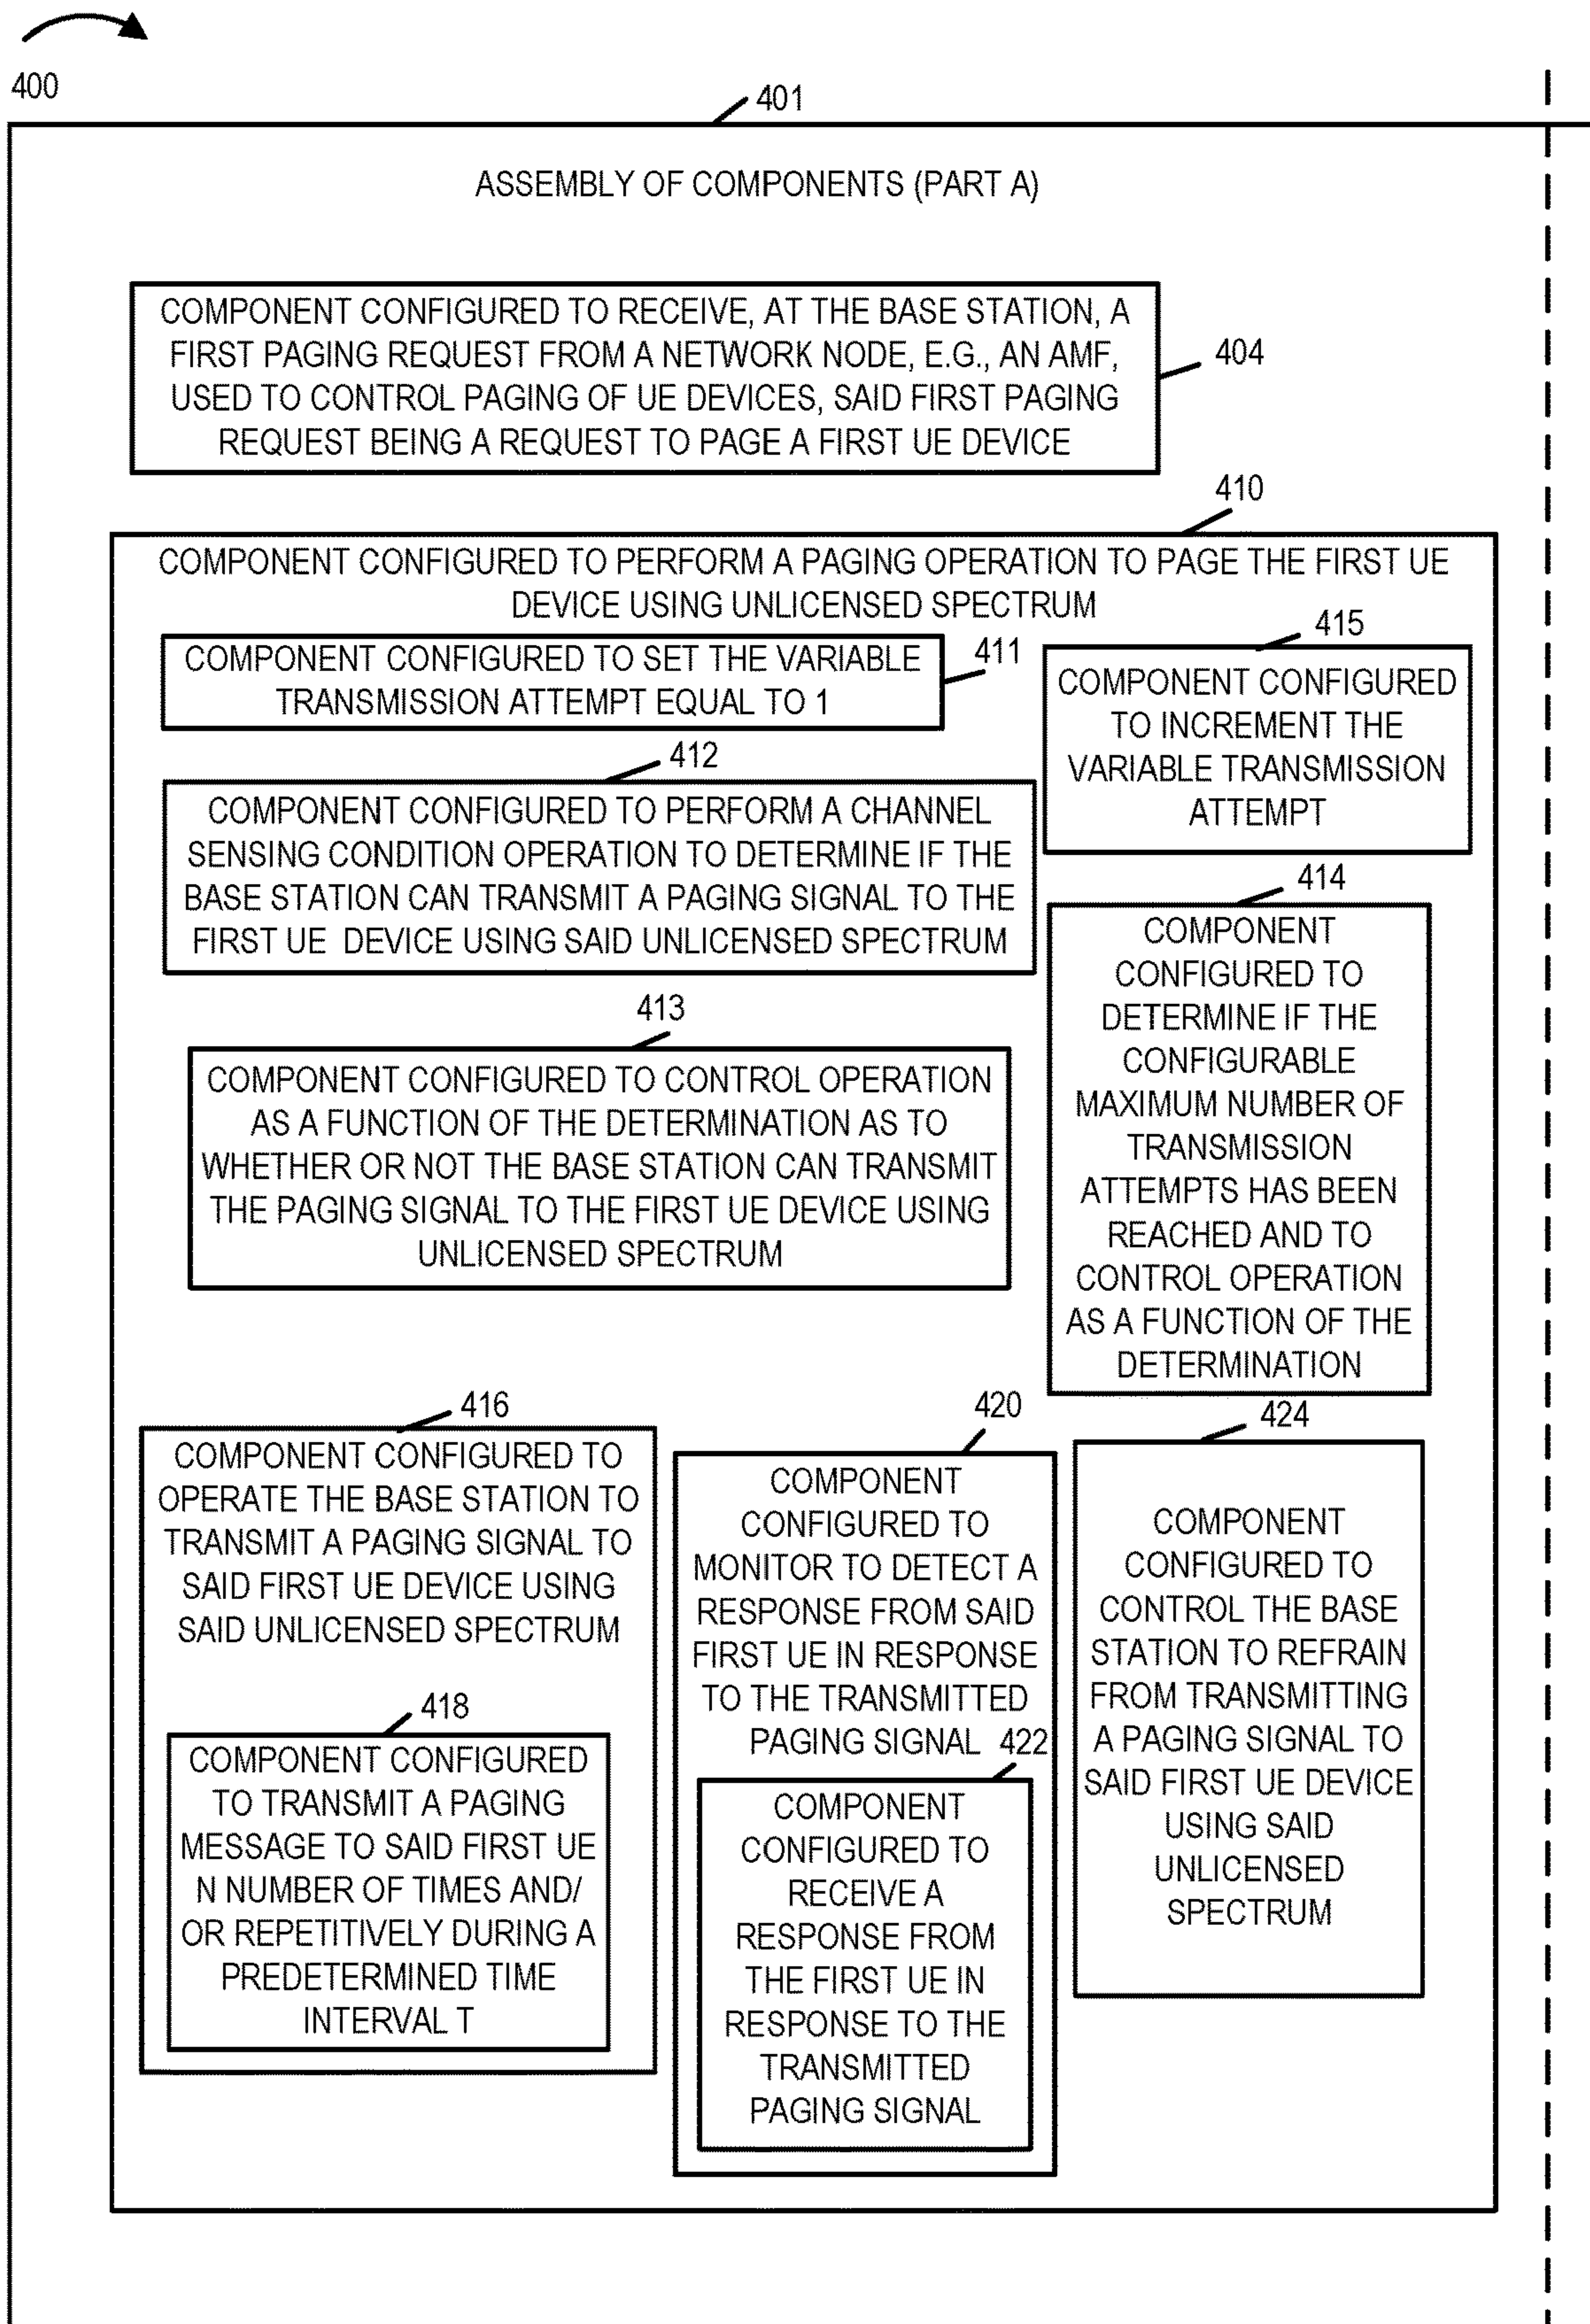 400
401
ASSEMBLY OF COMPONENTS (PART A)
COMPONENT CONFIGURED TO RECEIVE, AT THE BASE STATION, A
FIRST PAGING REQUEST FROM A NETWORK NODE, E.G., AN AMF,
USED TO CONTROL PAGING OF UE DEVICES, SAID FIRST PAGING
REQUEST BEING A REQUEST TO PAGE A FIRST UE DEVICE
404
410
COMPONENT CONFIGURED TO PERFORM A PAGING OPERATION TO PAGE THE FIRST UE
DEVICE USING UNLICENSED SPECTRUM
411
COMPONENT CONFIGURED TO SET THE VARIABLE
TRANSMISSION ATTEMPT EQUAL TO 1
415
COMPONENT CONFIGURED
TO INCREMENT THE
VARIABLE TRANSMISSION
ATTEMPT
412
COMPONENT CONFIGURED TO PERFORM A CHANNEL
SENSING CONDITION OPERATION TO DETERMINE IF THE
BASE STATION CAN TRANSMIT A PAGING SIGNAL TO THE
FIRST UE DEVICE USING SAID UNLICENSED SPECTRUM
414
COMPONENT
CONFIGURED TO
DETERMINE IF THE
CONFIGURABLE
MAXIMUM NUMBER OF
TRANSMISSION
ATTEMPTS HAS BEEN
REACHED AND TO
CONTROL OPERATION
AS A FUNCTION OF THE
DETERMINATION
413
COMPONENT CONFIGURED TO CONTROL OPERATION
AS A FUNCTION OF THE DETERMINATION AS TO
WHETHER OR NOT THE BASE STATION CAN TRANSMIT
THE PAGING SIGNAL TO THE FIRST UE DEVICE USING
UNLICENSED SPECTRUM
416
COMPONENT CONFIGURED TO
OPERATE THE BASE STATION TO
TRANSMIT A PAGING SIGNAL TO
SAID FIRST UE DEVICE USING
SAID UNLICENSED SPECTRUM
418
COMPONENT CONFIGURED
TO TRANSMIT A PAGING
MESSAGE TO SAID FIRST UE
N NUMBER OF TIMES AND/
OR REPETITIVELY DURING A
PREDETERMINED TIME
INTERVAL T
420
COMPONENT
CONFIGURED TO
MONITOR TO DETECT A
RESPONSE FROM SAID
FIRST UE IN RESPONSE
TO THE TRANSMITTED
PAGING SIGNAL
422
COMPONENT
CONFIGURED TO
RECEIVE A
RESPONSE FROM
THE FIRST UE IN
RESPONSE TO THE
TRANSMITTED
PAGING SIGNAL
424
COMPONENT
CONFIGURED TO
CONTROL THE BASE
STATION TO REFRAIN
FROM TRANSMITTING
A PAGING SIGNAL TO
SAID FIRST UE DEVICE
USING SAID
UNLICENSED
SPECTRUM